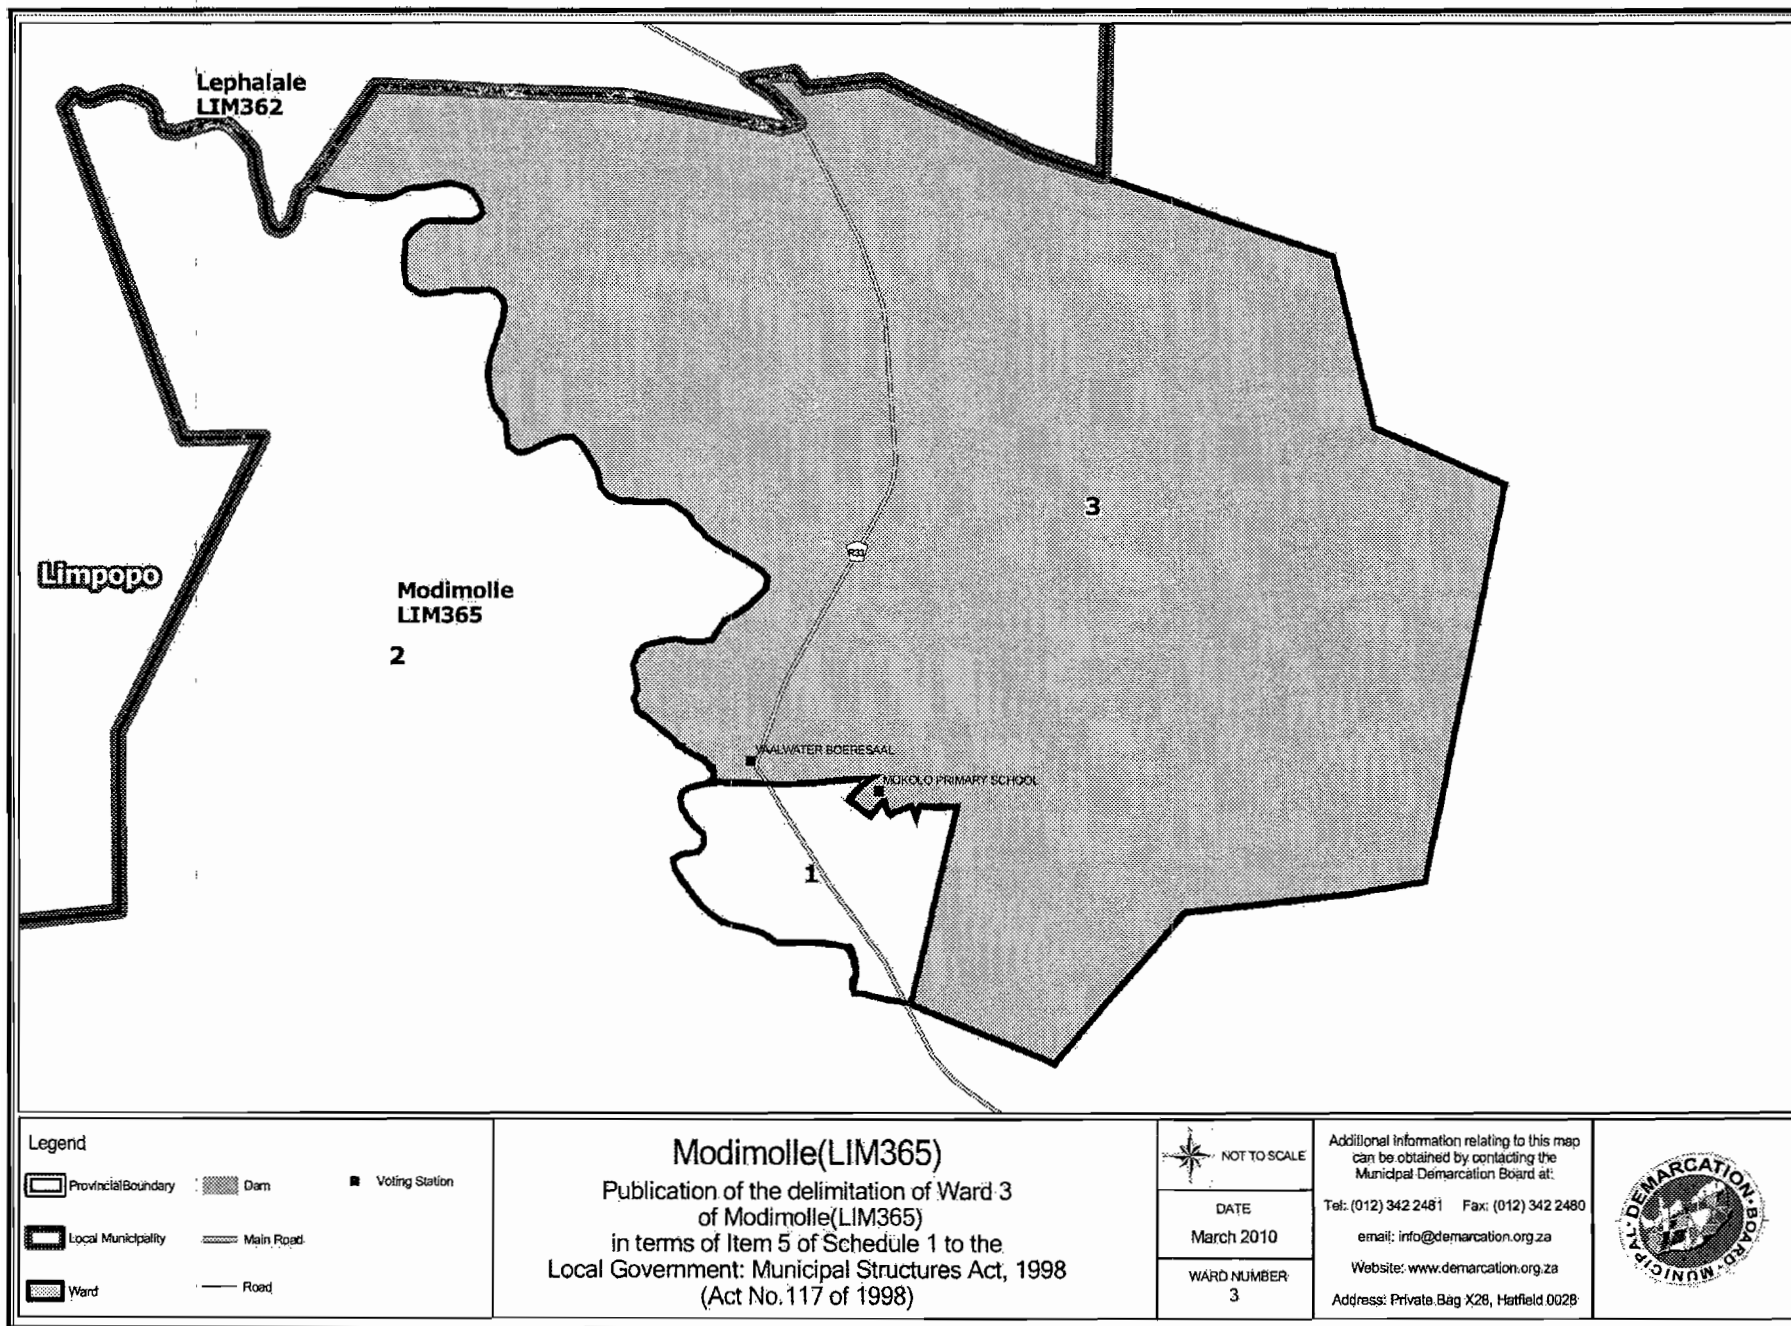 Lephalale
LIM362
Limpopo
Modimolle
LIM365
2
3
R33
VAALWATER BOERESAAL
MOKOLO PRIMARY SCHOOL
1
Legend
ProvincialBoundary
Dam
Voting Station
Local Municipality
Main Road
Ward
Road
Modimolle(LIM365)
Publication of the delimitation of Ward 3
of Modimolle(LIM365)
in terms of Item 5 of Schedule 1 to the
Local Government: Municipal Structures Act, 1998
(Act No.117 of 1998)
NOT TO SCALE
DATE
March 2010
WARD NUMBER
3
Additional information relating to this map
can be obtained by contacting the
Municipal Demarcation Board at:
Tel: (012) 342 2481 Fax: (012) 342 2480
email: info@demarcation.org.za
Website: www.demarcation.org.za
Address: Private Bag X28, Hatfield 0028
MUNICIPAL DEMARCATION BOARD